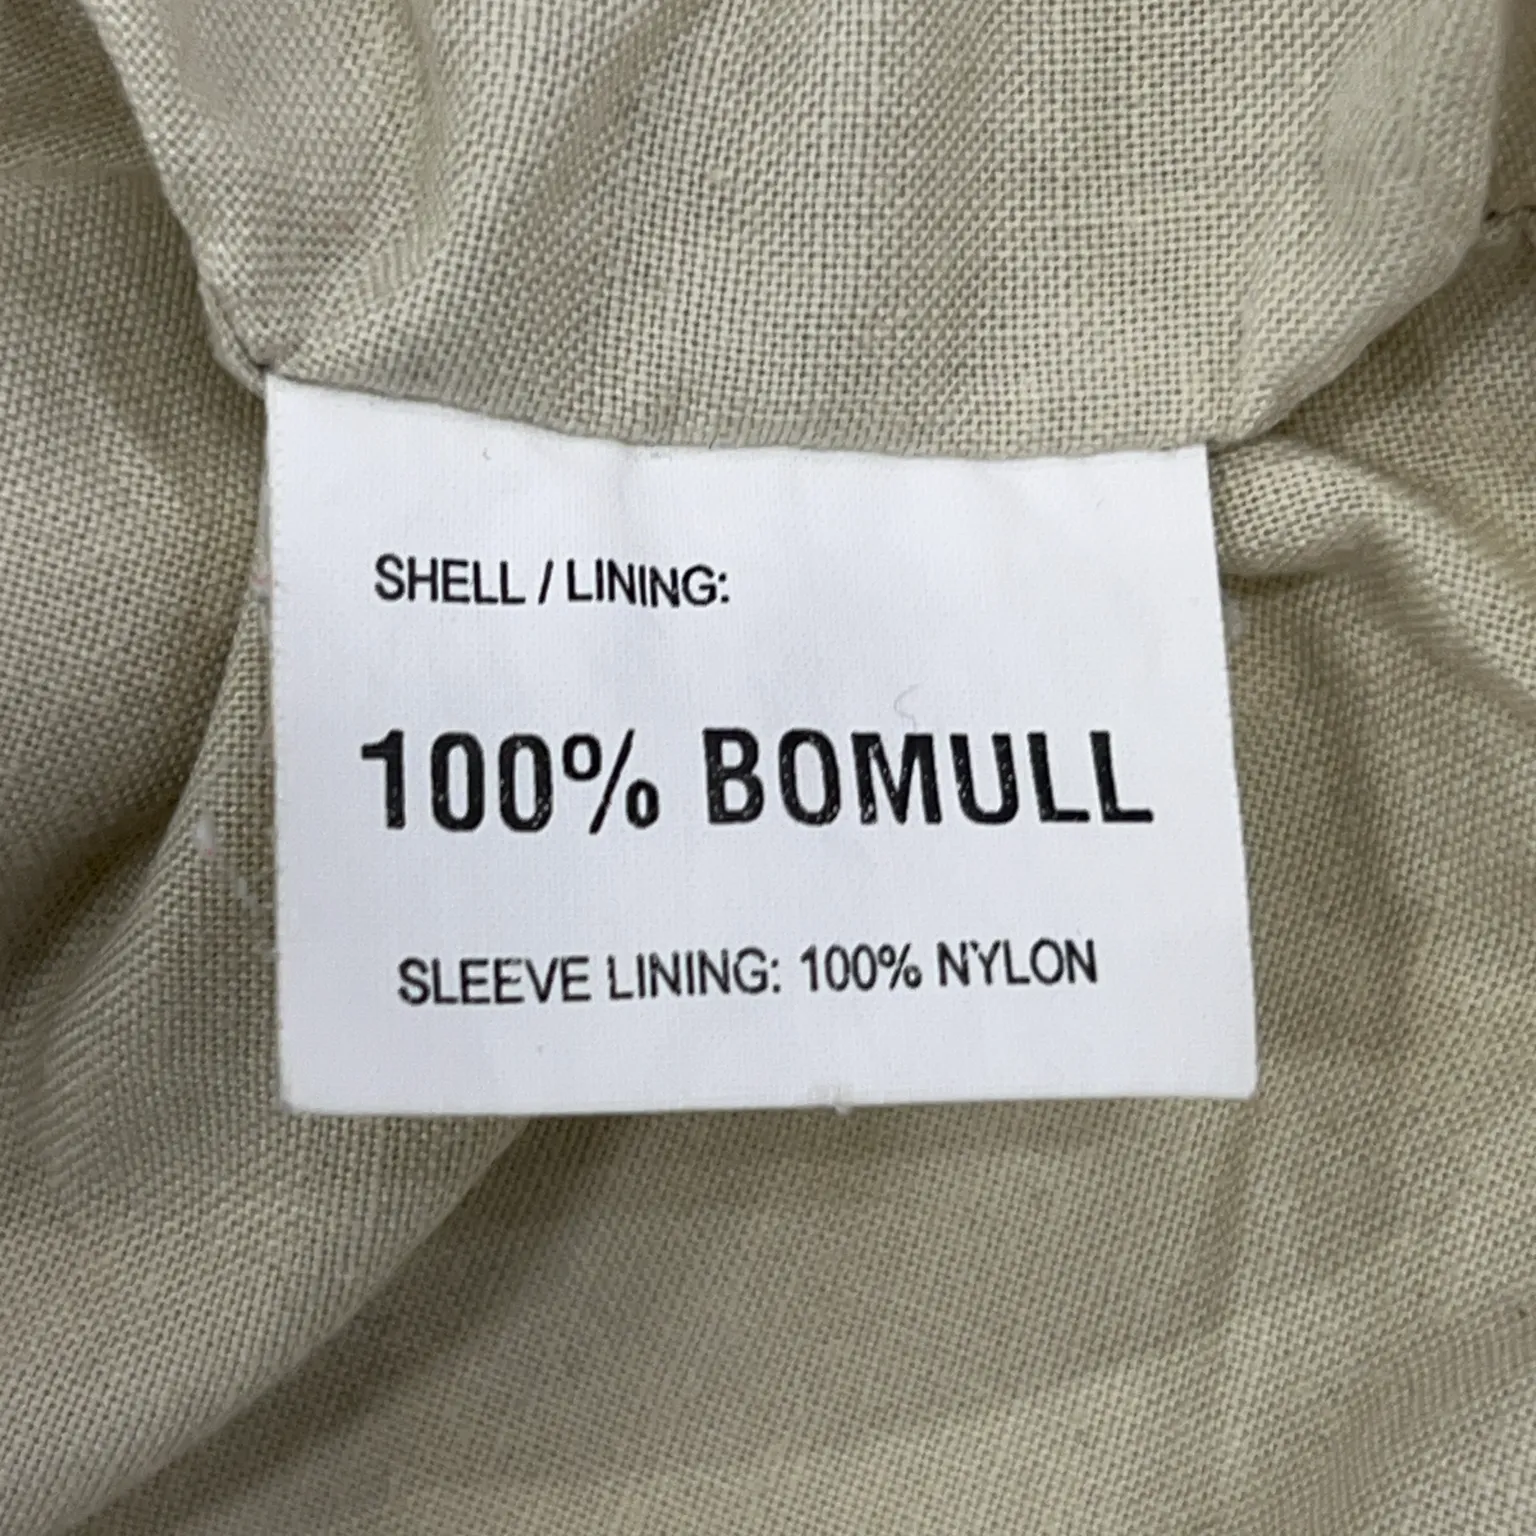 SHELL / LINING:
100% BOMULL
SLEEVE LINING: 100% NYLON